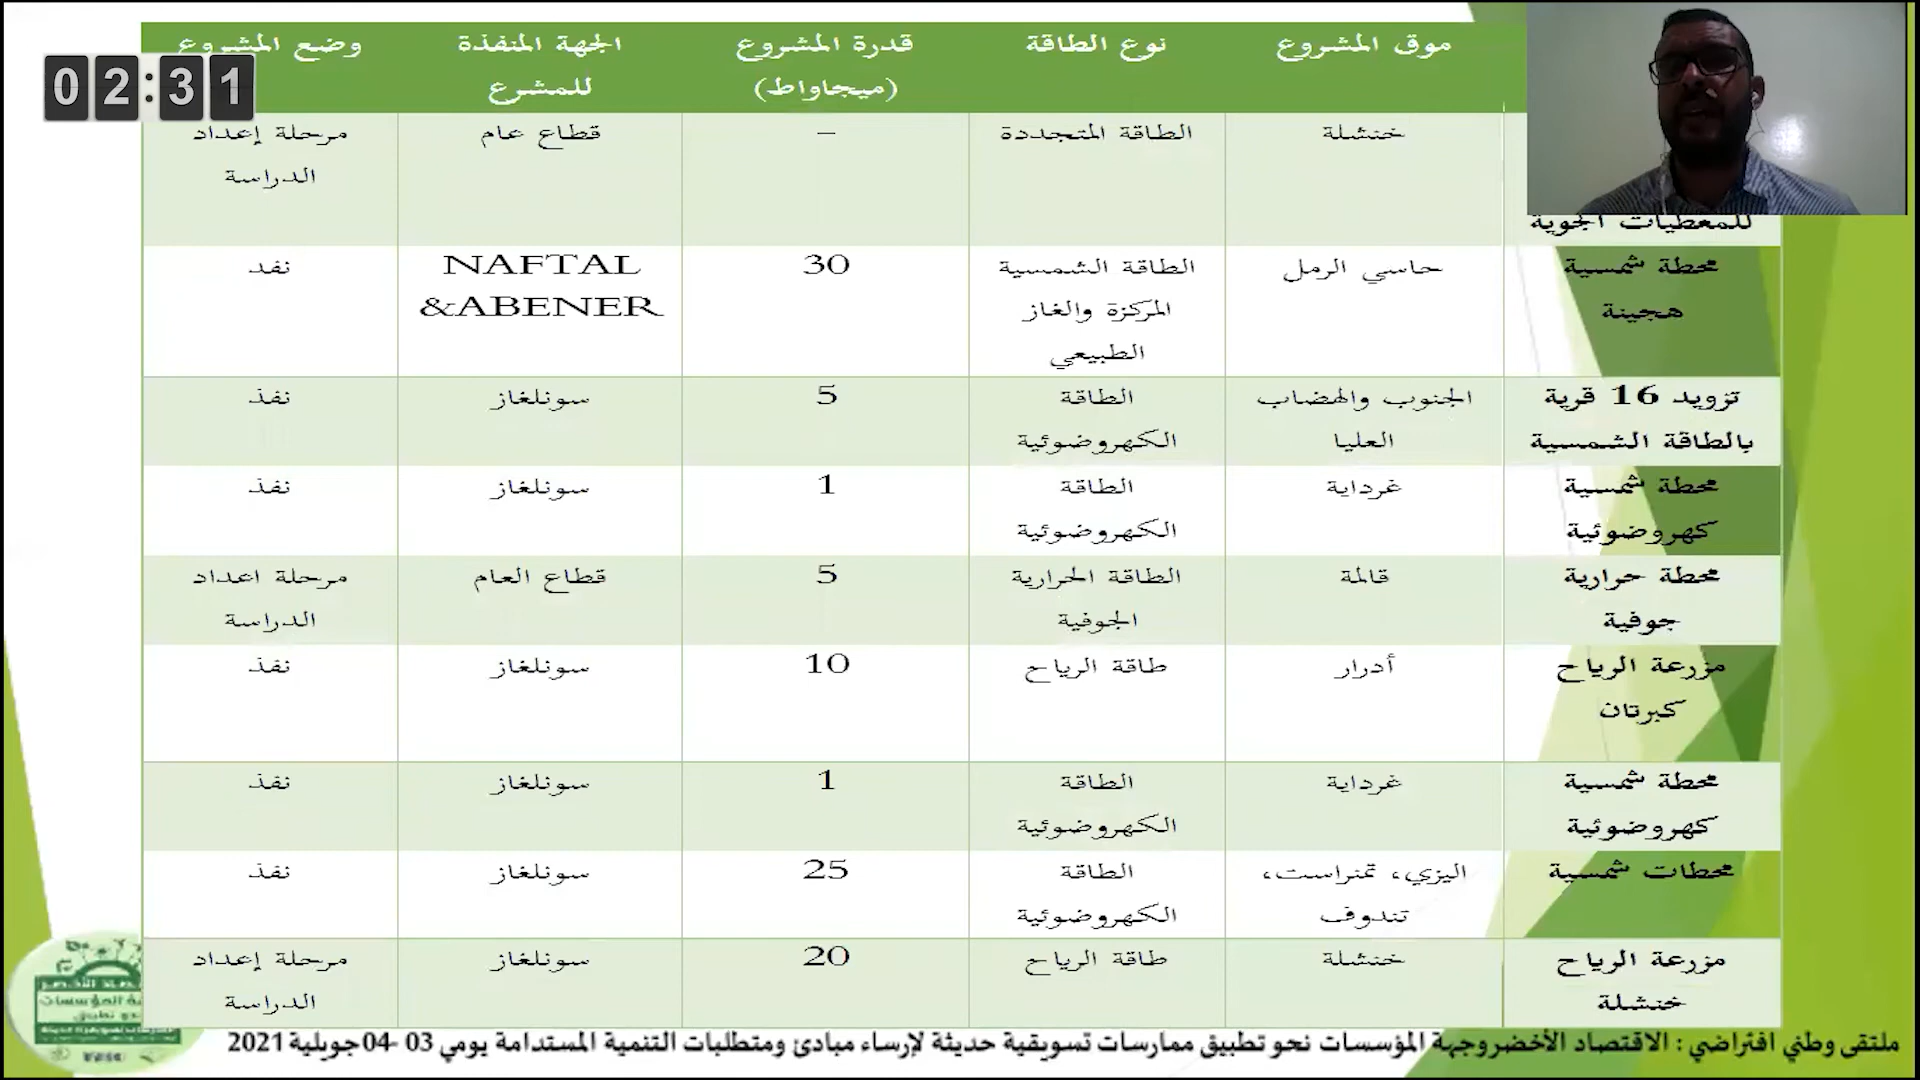 02:31
موق المشروع نوع الطاقة قدرة المشروع الجهة المنفذة وضع المشروع
(ميجاواط) للمشرع
خنشلة الطاقة المتجددة – قطاع عام مرحلة إعداد
الدراسة
للمعطيات الجوية
محطة شمسية حاسي الرمل الطاقة الشمسية 30 NAFTAL نفد
هجينة المركزة والغاز &ABENER
الطبيعي
تزويد 16 قرية الجنوب والهضاب الطاقة 5 سونلغاز نفذ
بالطاقة الشمسية العليا الكهروضوئية
محطة شمسية غرداية الطاقة 1 سونلغاز نفذ
كهروضوئية الكهروضوئية
محطة حرارية قالمة الطاقة الحرارية 5 قطاع العام مرحلة اعداد
جوفية الجوفية الدراسة
مزرعة الرياح أدرار طاقة الرياح 10 سونلغاز نفذ
كبرتان
محطة شمسية غرداية الطاقة 1 سونلغاز نفذ
كهروضوئية الكهروضوئية
محطات شمسية اليزي، تمنراست، الطاقة 25 سونلغاز نفذ
تندوف الكهروضوئية
مزرعة الرياح خنشلة طاقة الرياح 20 سونلغاز مرحلة إعداد
خنشلة الدراسة
ملتقى وطني افتراضي : الاقتصاد الأخضروجهة المؤسسات نحو تطبيق ممارسات تسويقية حديثة لإرساء مبادئ ومتطلبات التنمية المستدامة يومي 03 -04 جويلية 2021